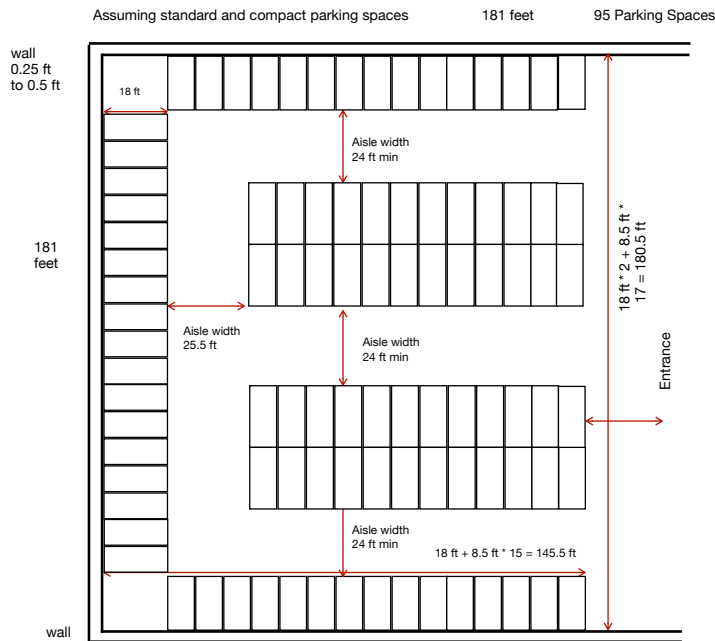 Assuming standard and compact parking spaces 181 feet 95 Parking Spaces
wall
0.25 ft
to 0.5 ft
18 ft
Aisle width
24 ft min
181
feet
18 ft * 2 + 8.5 ft *
17 = 180.5 ft
Aisle width
25.5 ft
Aisle width
24 ft min
Entrance
Aisle width
24 ft min
18 ft + 8.5 ft * 15 = 145.5 ft
wall